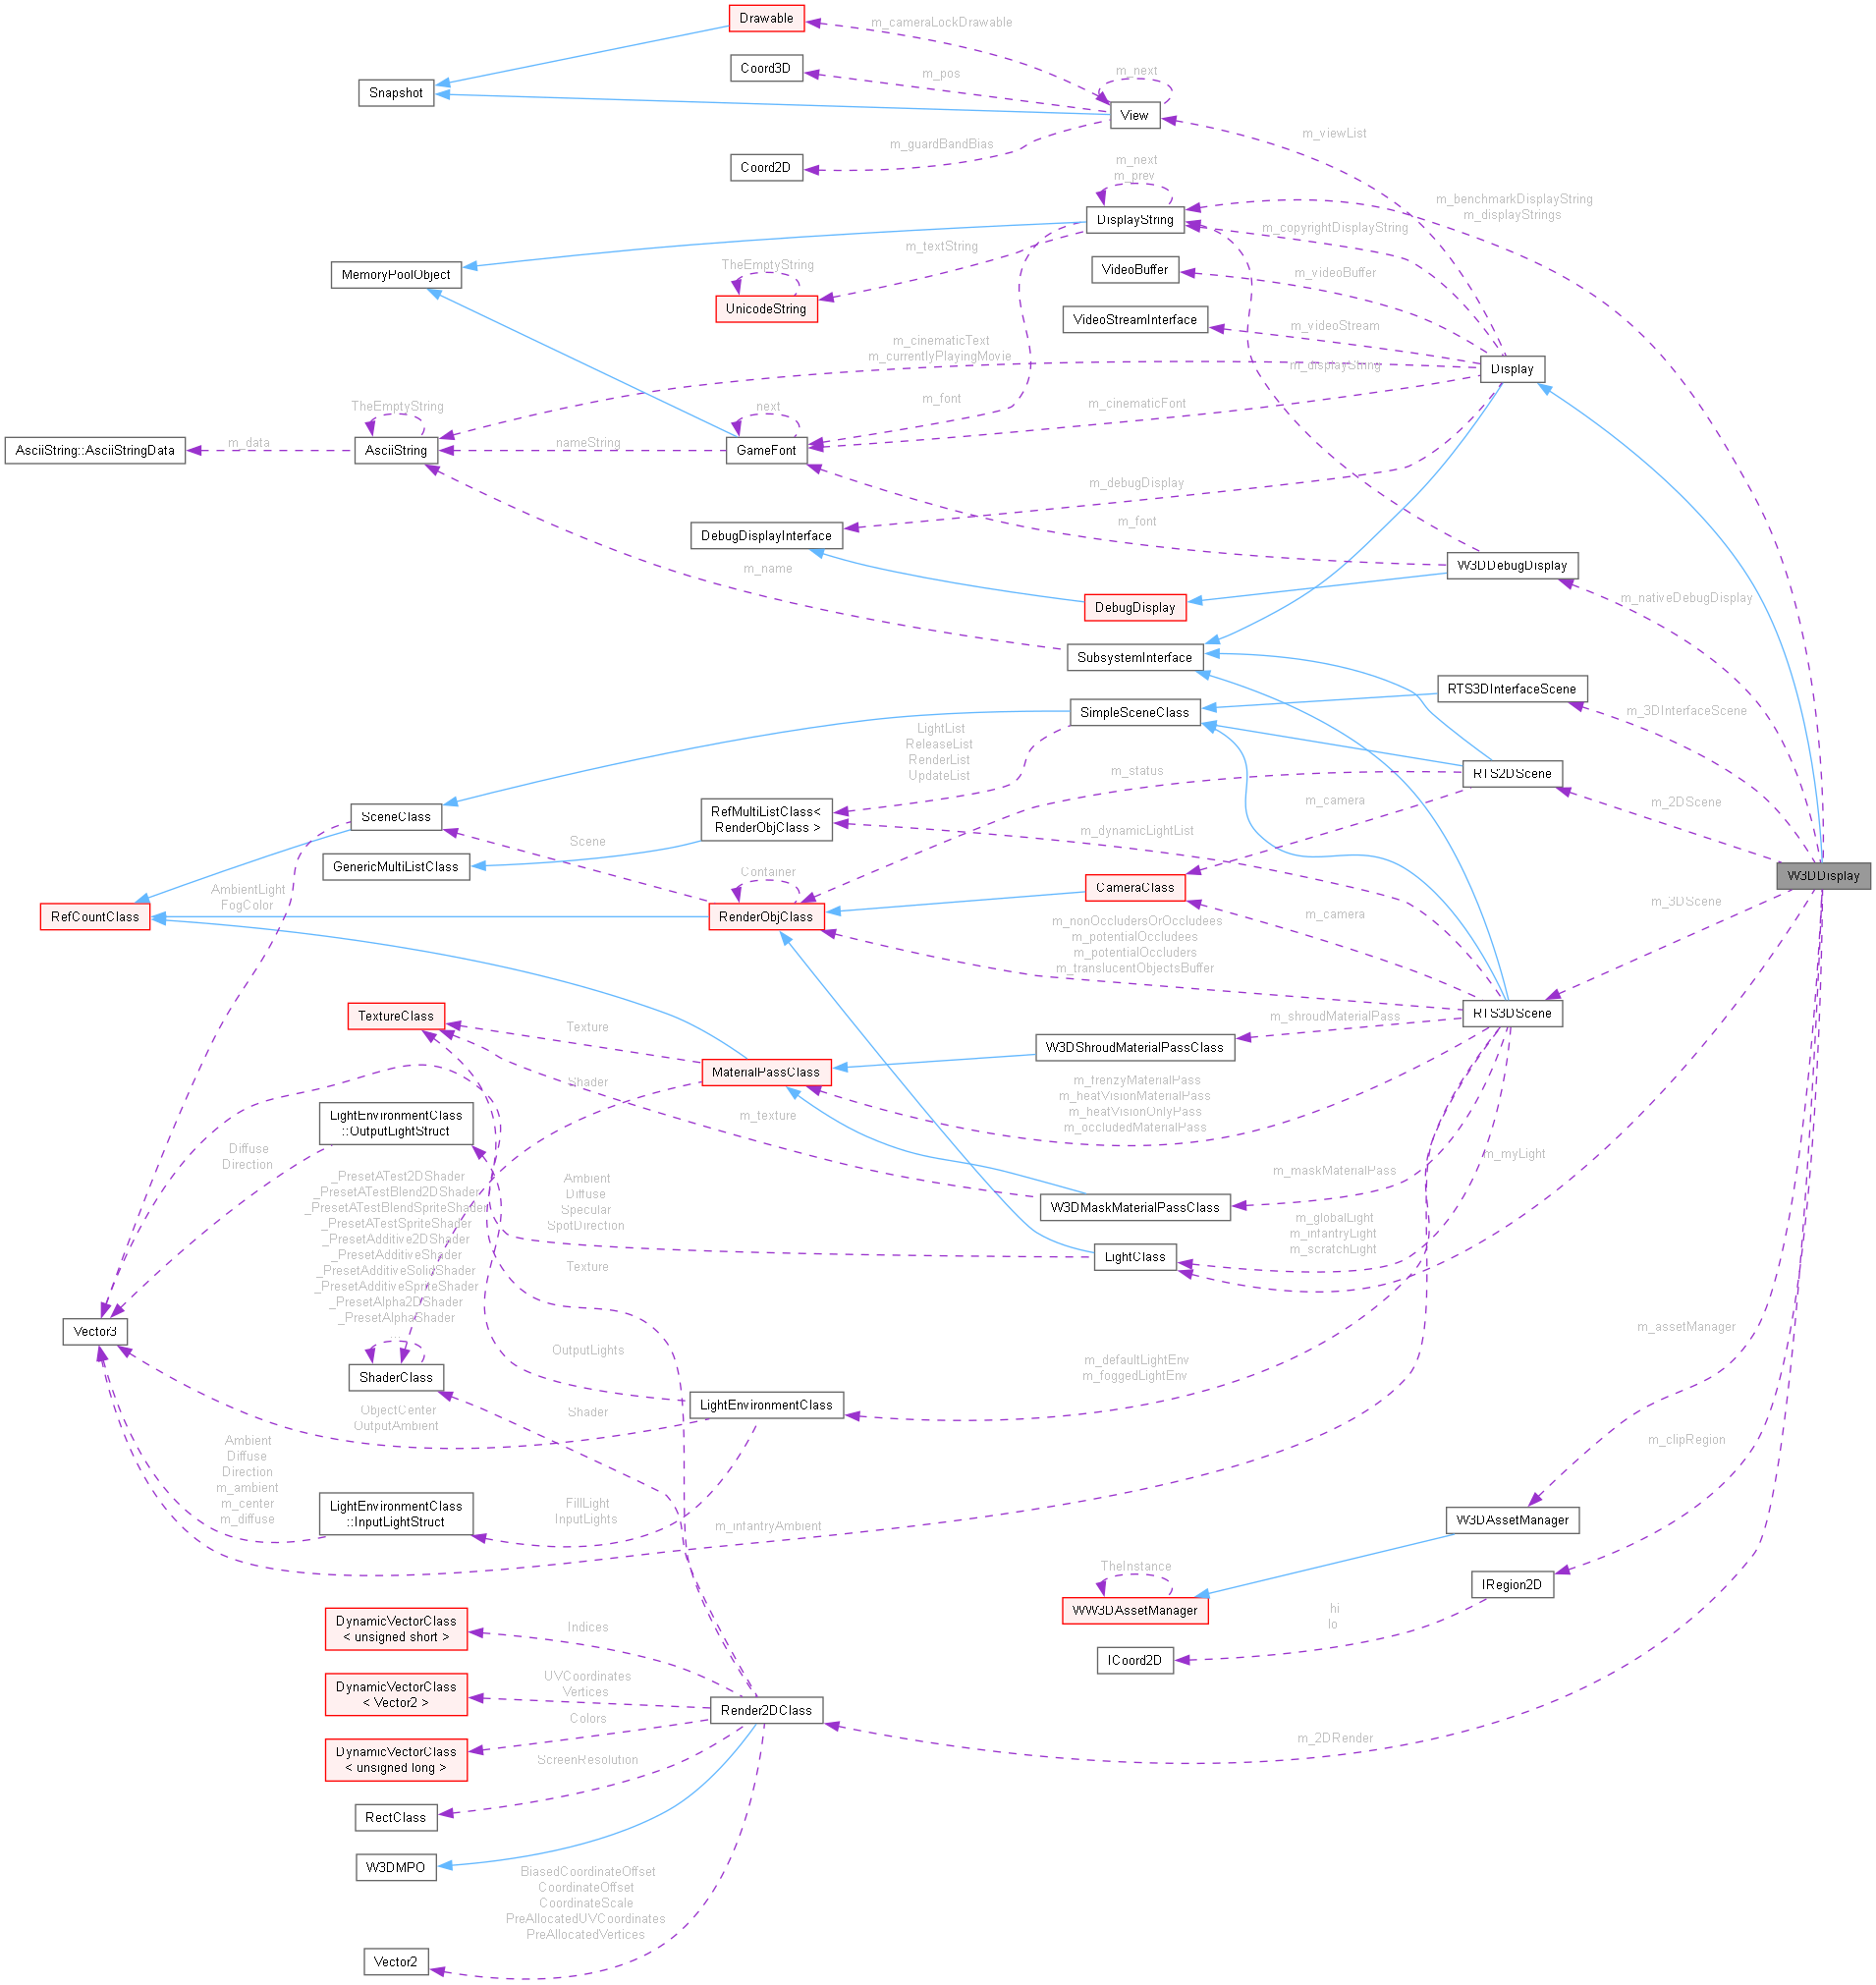 Drawable
m_cameraLockDrawable
Coord3D
m_pos
m_next
Snapshot
View
m_viewList
m_guardBandBias
Coord2D
m_next
m_prev
m_benchmarkDisplayString
m_displayStrings
DisplayString
m_copyrightDisplayString
m_textString
MemoryPoolObject
TheEmptyString
VideoBuffer
m_videoBuffer
UnicodeString
VideoStreamInterface
m_videoStream
m_cinematicText
m_currentlyPlayingMovie
m_displayString
Display
TheEmptyString
next
m_font
m_cinematicFont
AsciiString::AsciiStringData
m_data
AsciiString
nameString
GameFont
m_debugDisplay
m_font
DebugDisplayInterface
m_name
W3DDebugDisplay
m_nativeDebugDisplay
DebugDisplay
SubsystemInterface
RTS3DInterfaceScene
m_3DInterfaceScene
SimpleSceneClass
LightList
ReleaseList
RenderList
UpdateList
m_status
RTS2DScene
m_2DScene
m_camera
SceneClass
RefMultiListClass<
RenderObjClass >
m_dynamicLightList
Scene
GenericMultiListClass
Container
CameraClass
W3DDisplay
AmbientLight
FogColor
m_3DScene
RefCountClass
RenderObjClass
m_camera
m_nonOccludersOrOccludees
m_potentialOccludees
m_potentialOccluders
m_translucentObjectsBuffer
TextureClass
Texture
m_shroudMaterialPass
RTS3DScene
W3DShroudMaterialPassClass
MaterialPassClass
Shader
m_frenzyMaterialPass
m_heatVisionMaterialPass
m_heatVisionOnlyPass
m_occludedMaterialPass
LightEnvironmentClass
::OutputLightStruct
m_texture
Diffuse
Direction
m_myLight
m_maskMaterialPass
_PresetATest2DShader
_PresetATestBlend2DShader
_PresetATestBlendSpriteShader
_PresetATestSpriteShader
_PresetAdditive2DShader
_PresetAdditiveShader
_PresetAdditiveSolidShader
_PresetAdditiveSpriteShader
_PresetAlpha2DShader
_PresetAlphaShader
...
Ambient
Diffuse
Specular
SpotDirection
W3DMaskMaterialPassClass
m_globalLight
m_infantryLight
m_scratchLight
LightClass
Texture
Vector3
m_assetManager
OutputLights
m_defaultLightEnv
m_foggedLightEnv
ShaderClass
LightEnvironmentClass
Shader
ObjectCenter
OutputAmbient
m_clipRegion
Ambient
Diffuse
Direction
m_ambient
m_center
m_diffuse
LightEnvironmentClass
::InputLightStruct
FillLight
InputLights
m_infantryAmbient
W3DAssetManager
TheInstance
IRegion2D
WW3DAssetManager
hi
lo
DynamicVectorClass
< unsigned short >
Indices
ICoord2D
DynamicVectorClass
< Vector2 >
UVCoordinates
Vertices
Render2DClass
Colors
m_2DRender
DynamicVectorClass
< unsigned long >
ScreenResolution
RectClass
W3DMPO
BiasedCoordinateOffset
CoordinateOffset
CoordinateScale
PreAllocatedUVCoordinates
PreAllocatedVertices
Vector2